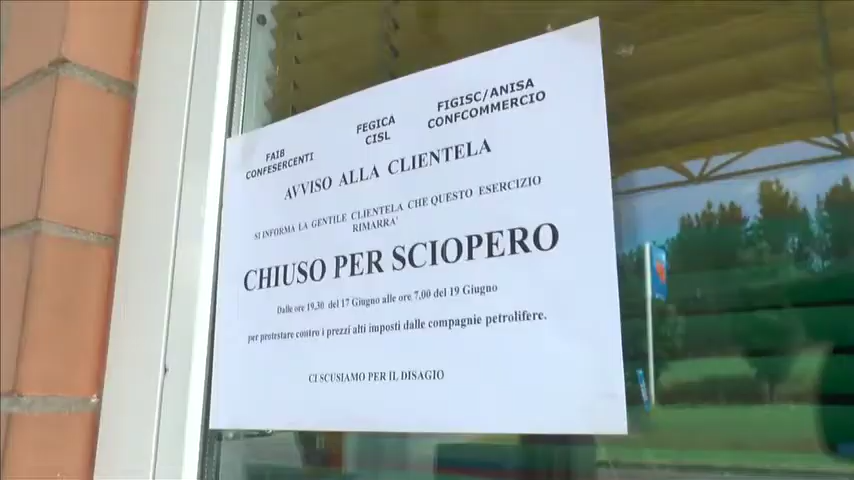 FAIB
CONFESERCENTI
FEGICA
CISL
FIGISC/ANISA
CONFCOMMERCIO
AVVISO ALLA CLIENTELA
SI INFORMA LA GENTILE CLIENTELA CHE QUESTO ESERCIZIO
RIMARRA'
CHIUSO PER SCIOPERO
Dalle ore 19,30 del 17 Giugno alle ore 7,00 del 19 Giugno
per protestare contro i prezzi alti imposti dalle compagnie petrolifere.
CI SCUSIAMO PER IL DISAGIO